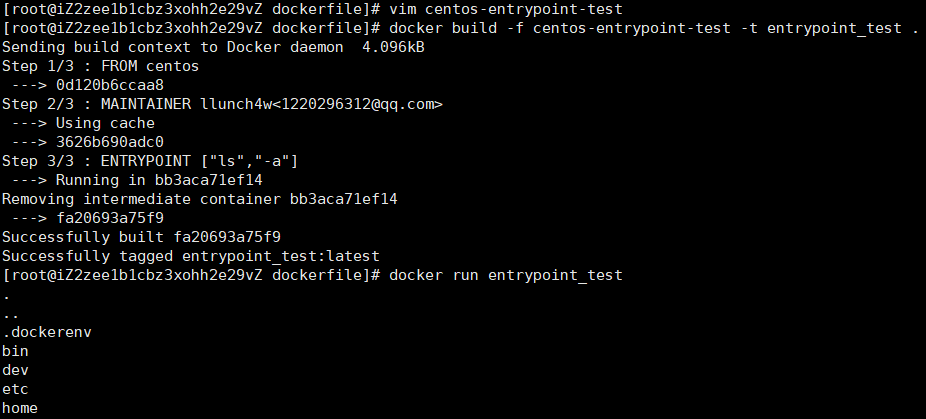 [root@iZ2zee1b1cbz3xohh2e29vZ dockerfile]# vim centos-entrypoint-test
[root@iZ2zee1b1cbz3xohh2e29vZ dockerfile]# docker build -f centos-entrypoint-test -t entrypoint_test .
Sending build context to Docker daemon  4.096kB
Step 1/3 : FROM centos
 ---> 0d120b6ccaa8
Step 2/3 : MAINTAINER llunch4w<1220296312@qq.com>
 ---> Using cache
 ---> 3626b690adc0
Step 3/3 : ENTRYPOINT ["ls","-a"]
 ---> Running in bb3aca71ef14
Removing intermediate container bb3aca71ef14
 ---> fa20693a75f9
Successfully built fa20693a75f9
Successfully tagged entrypoint_test:latest
[root@iZ2zee1b1cbz3xohh2e29vZ dockerfile]# docker run entrypoint_test
.
..
.dockerenv
bin
dev
etc
home